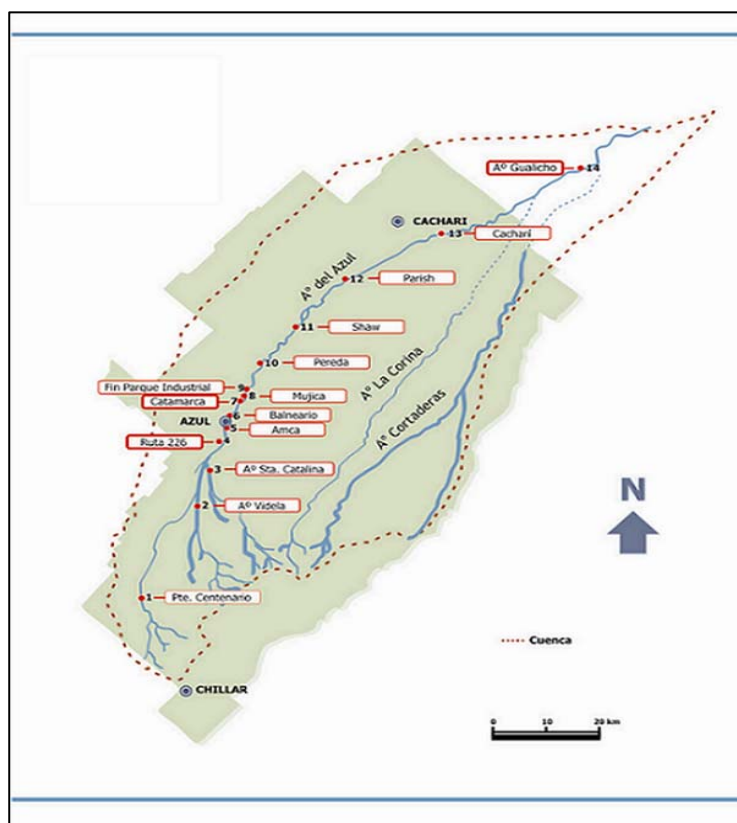 Aº Gualicho
14
CACHARI
13
Cacharí
Aº del Azul
12
Parish
11
Shaw
10
Pereda
Aº La Corina
Fin Parque Industrial
9
8
Mujica
Catamarca
7
Aº Cortaderas
6
Balneario
AZUL
5
Amca
Ruta 226
4
3
Aº Sta. Catalina
2
Aº Videla
N
1
Pte. Centenario
Cuenca
CHILLAR
0
10
20 km